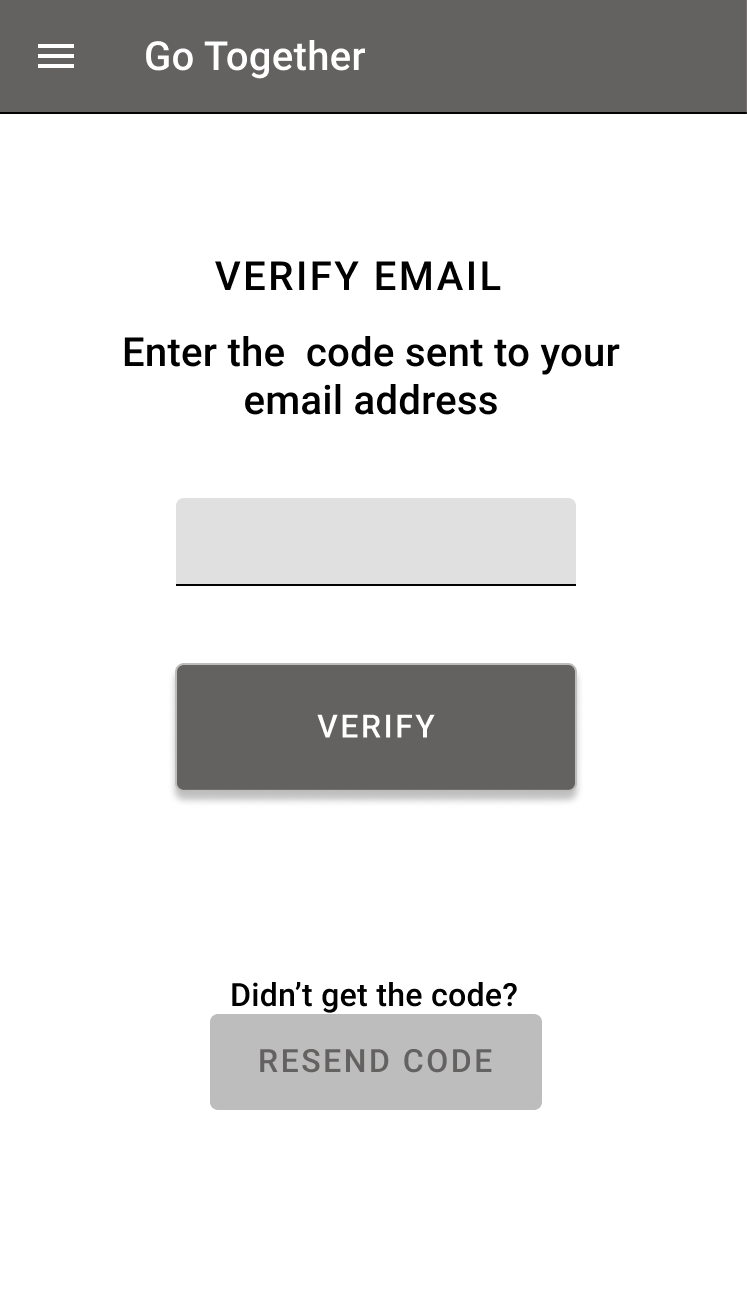 Go Together
VERIFY EMAIL
Enter the  code sent to your
email address
VERIFY
Didn’t get the code?
RESEND CODE